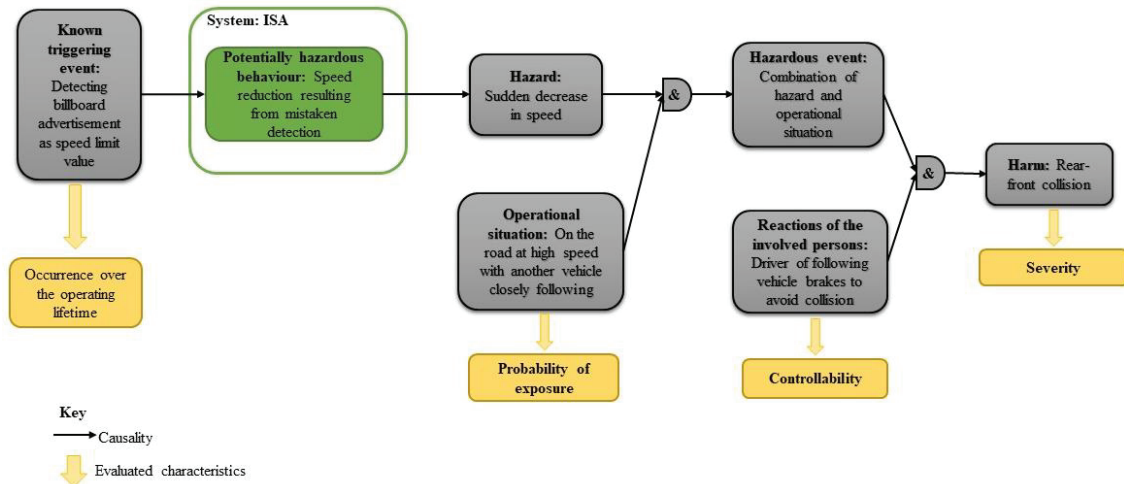 Known
triggering
event:
Detecting
billboard
advertisement
as speed limit
value
System: ISA
Potentially hazardous
behaviour: Speed
reduction resulting
from mistaken
detection
Hazard:
Sudden decrease
in speed
&
Hazardous event:
Combination of
hazard and
operational
situation
&
Harm: Rear-
front collision
Operational
situation: On the
road at high speed
with another vehicle
closely following
Reactions of the
involved persons:
Driver of following
vehicle brakes to
avoid collision
Occurrence over
the operating
lifetime
Probability of
exposure
Controllability
Severity
Key
Causality
Evaluated characteristics